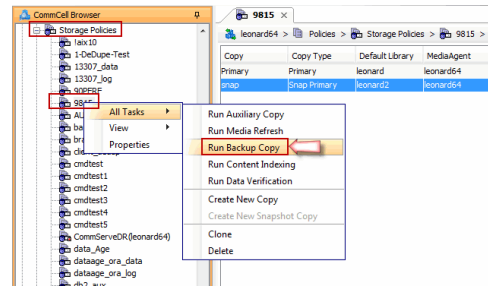 CommCell Browser
Storage Policies
!aix10
1-DeDupe-Test
13307_data
13307_log
90PERF
9815
All Tasks
View
Properties
cmdtest
cmdtest1
cmdtest2
cmdtest3
cmdtest4
cmdtest5
CommServeDR(leonard64)
data_Age
dataage_ora_data
dataage_ora_log
db2_aux
9815
leonard64 > Policies > Storage Policies > 9815 >
Copy Copy Type Default Library MediaAgent
Primary Primary leonard leonard64
snap Snap Primary leonard2 leonard64
Run Auxiliary Copy
Run Media Refresh
Run Backup Copy
Run Content Indexing
Run Data Verification
Create New Copy
Create New Snapshot Copy
Clone
Delete